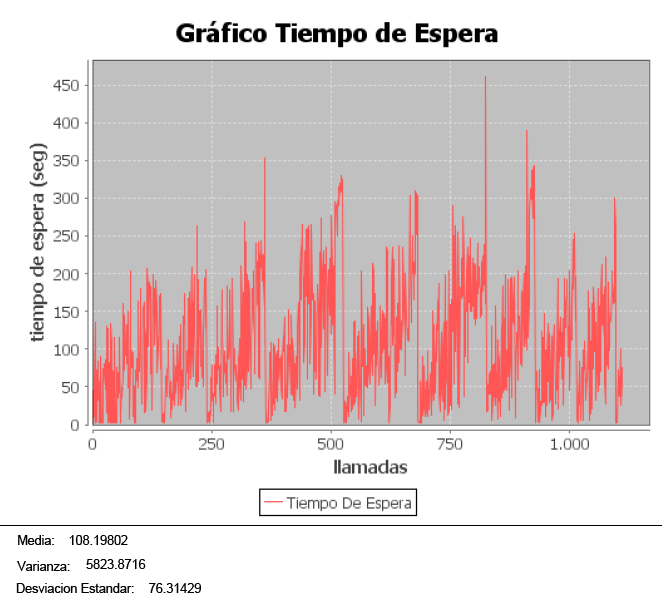 Gráfico Tiempo de Espera
tiempo de espera (seg)
450
400
350
300
250
200
150
100
50
0
0 250 500 750 1.000
llamadas
Tiempo De Espera
Media: 108.19802
Varianza: 5823.8716
Desviacion Estandar: 76.31429